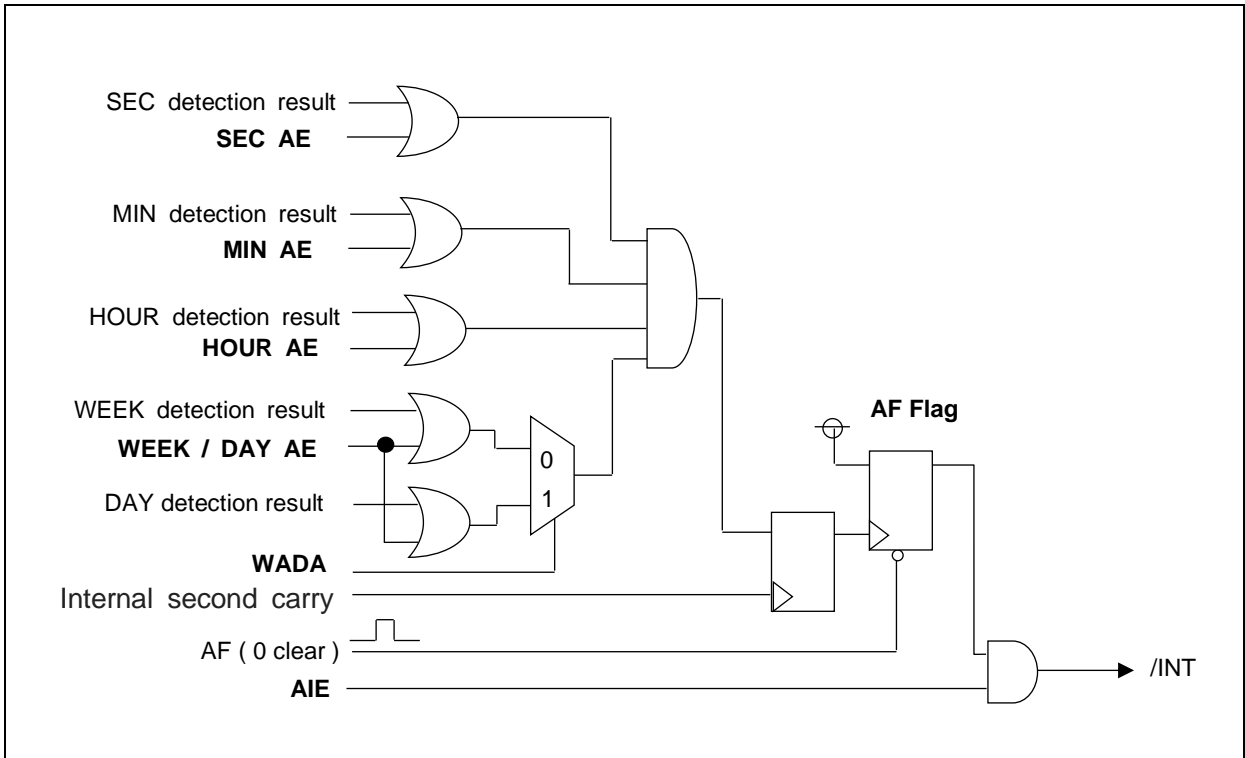 SEC detection result
SEC AE
MIN detection result
MIN AE
HOUR detection result
HOUR AE
WEEK detection result
WEEK / DAY AE
DAY detection result
0
1
WADA
Internal second carry
AF ( 0 clear )
AIE
AF Flag
/INT